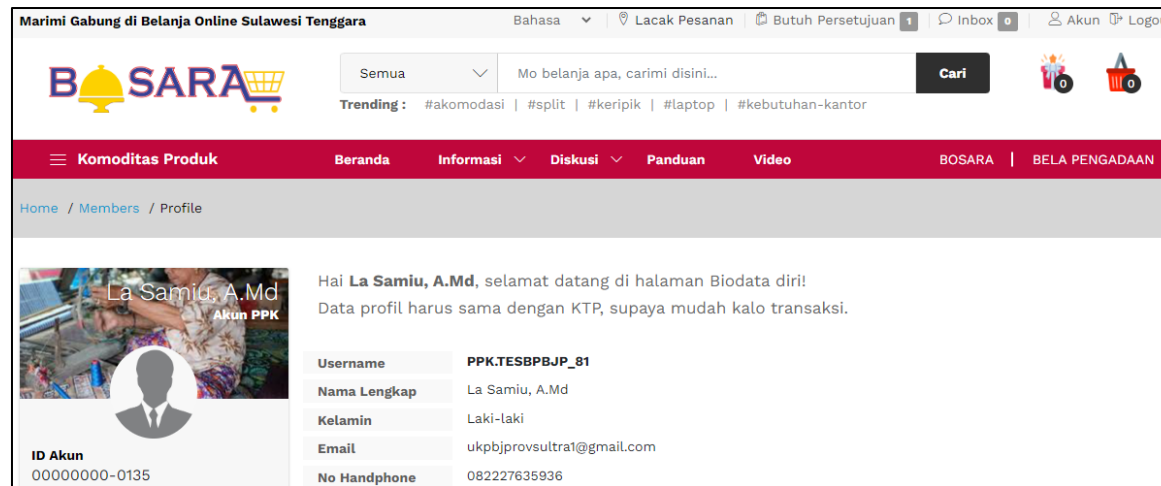 Marimi Gabung di Belanja Online Sulawesi Tenggara Bahasa Lacak Pesanan Butuh Persetujuan 1 Inbox 0 Akun Logou
BOSARA Semua Mo belanja apa, carimi disini... Cari 0 0
Trending : #akomodasi | #split | #keripik | #laptop | #kebutuhan-kantor
Komoditas Produk Beranda Informasi Diskusi Panduan Video BOSARA | BELA PENGADAAN
Home / Members / Profile
La Samiu, A.Md
Akun PPK
ID Akun
00000000-0135
Hai La Samiu, A.Md, selamat datang di halaman Biodata diri!
Data profil harus sama dengan KTP, supaya mudah kalo transaksi.
Username PPK.TESBPBJP_81
Nama Lengkap La Samiu, A.Md
Kelamin Laki-laki
Email ukpbjprovsultra1@gmail.com
No Handphone 082227635936